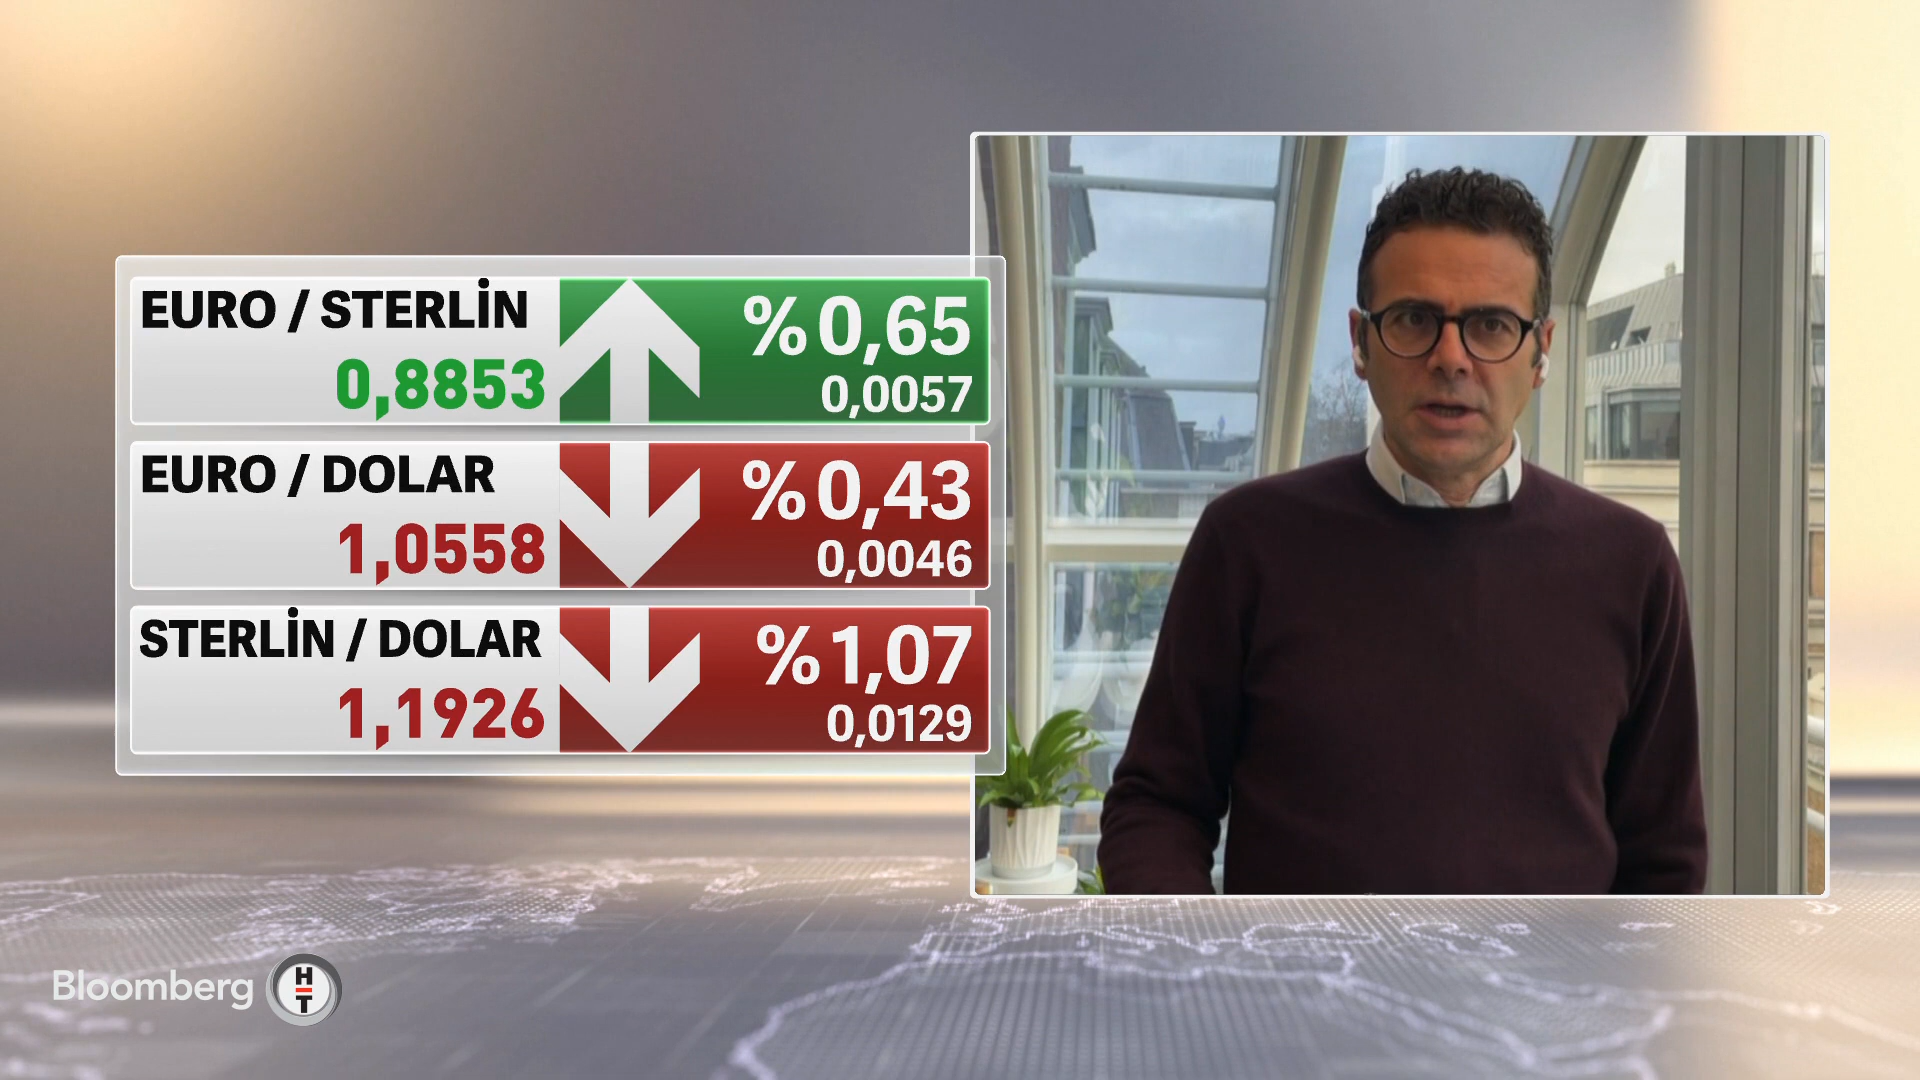 EURO / STERLİN
0,8853
%0,65
0,0057
EURO / DOLAR
1,0558
%0,43
0,0046
STERLİN / DOLAR
1,1926
%1,07
0,0129
Bloomberg HT